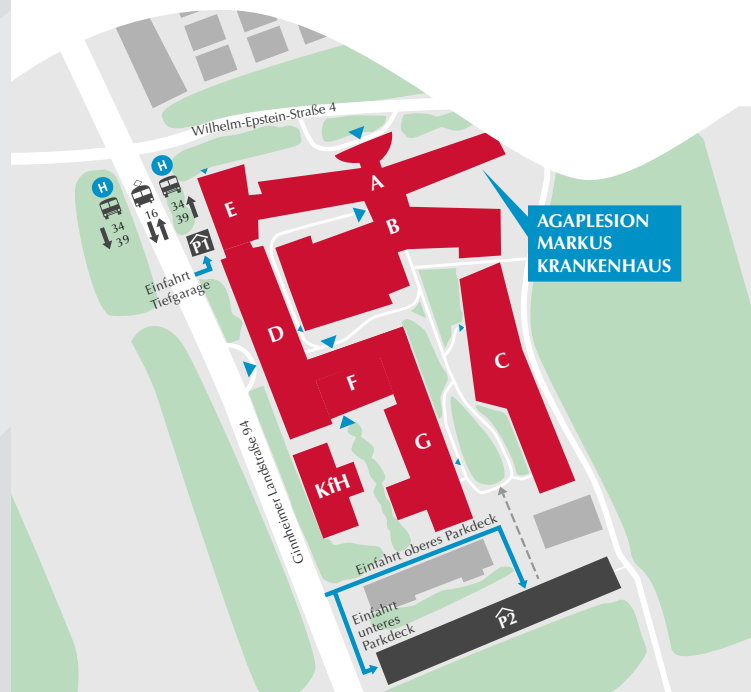 Wilhelm-Epstein-Straße 4
H
H
34
39
16
34
39
P1
Einfahrt
Tiefgarage
E
A
B
AGAPLESION
MARKUS
KRANKENHAUS
D
C
F
G
KfH
Ginnheimer Landstraße 94
Einfahrt oberes Parkdeck
Einfahrt
unteres
Parkdeck
P2